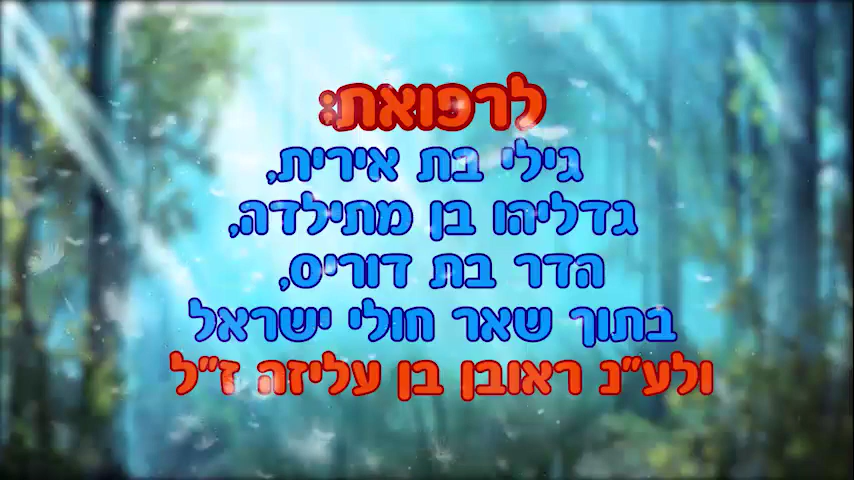 לרפואת:
גילי בת אירית,
גדליהו בן מתילדה,
הדר בת דוריס,
בתוך שאר חולי ישראל
ולע"נ ראובן בן עליזה ז"ל